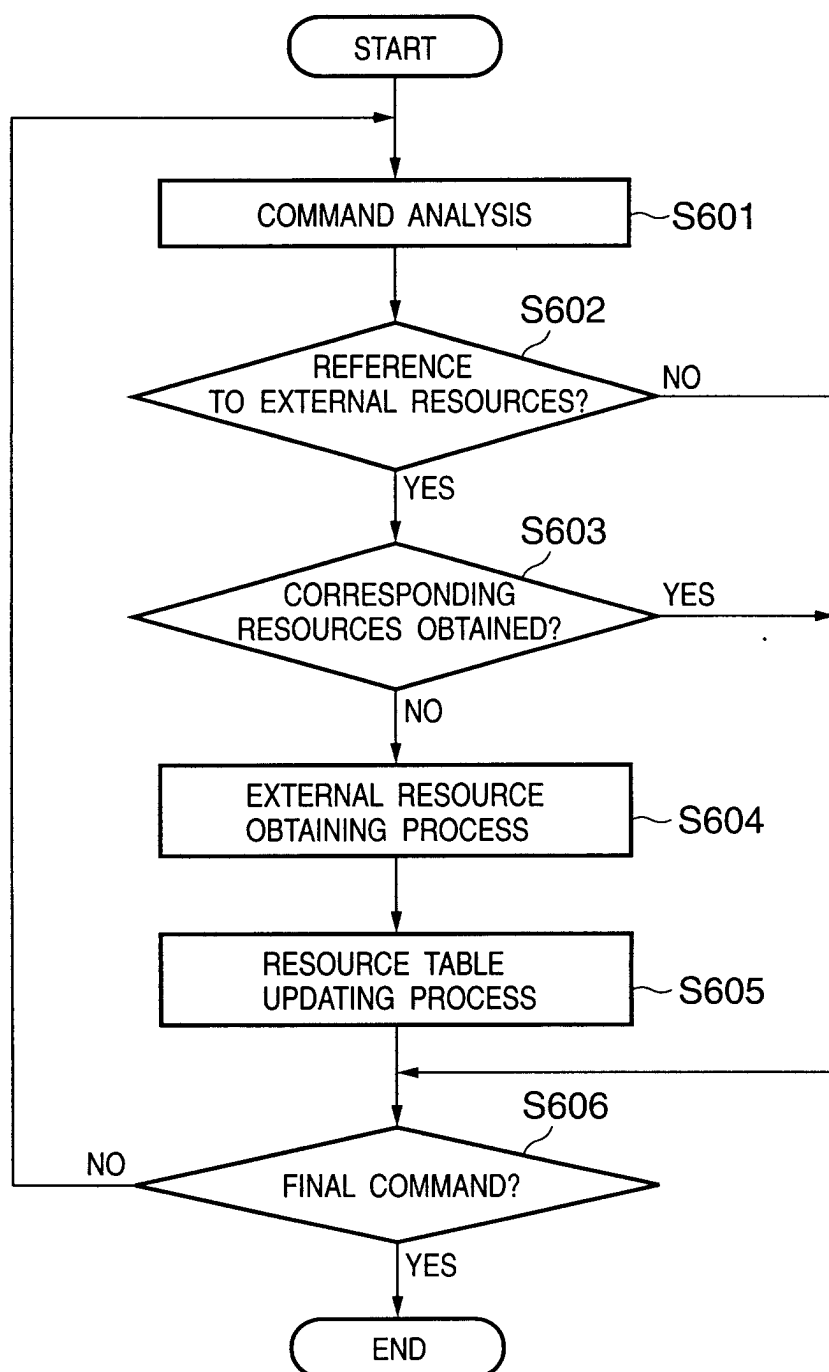 START
COMMAND ANALYSIS
S601
S602
REFERENCE
TO EXTERNAL RESOURCES?
NO
YES
S603
CORRESPONDING
RESOURCES OBTAINED?
YES
NO
EXTERNAL RESOURCE
OBTAINING PROCESS
S604
RESOURCE TABLE
UPDATING PROCESS
S605
S606
NO
FINAL COMMAND?
YES
END